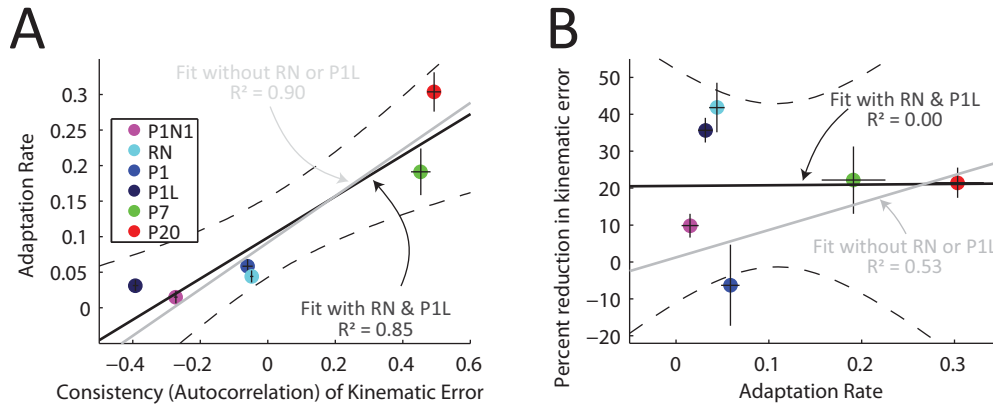 A
Adaptation Rate
0.3
0.25
0.2
0.15
0.1
0.05
0
P1N1
RN
P1
P1L
P7
P20
Fit without RN or P1L
R² = 0.90
Fit with RN & P1L
R² = 0.85
−0.4 −0.2 0 0.2 0.4 0.6
Consistency (Autocorrelation) of Kinematic Error
B
Percent reduction in kinematic error
50
40
30
20
10
0
−10
−20
Fit with RN & P1L
R² = 0.00
Fit without RN or P1L
R² = 0.53
0 0.1 0.2 0.3
Adaptation Rate